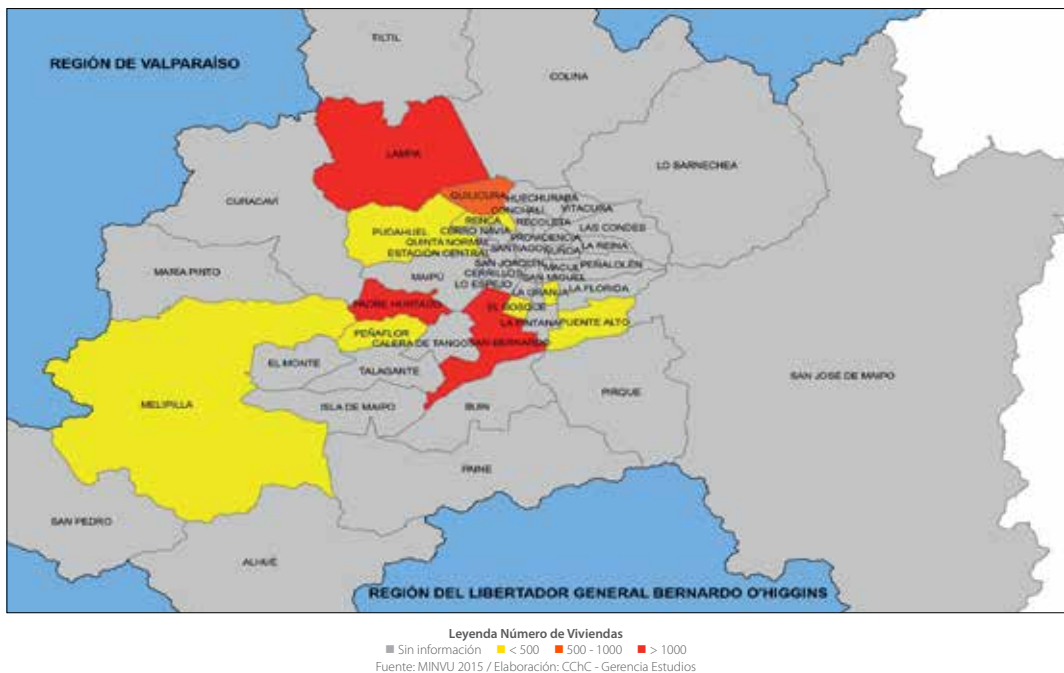 TILTIL
REGIÓN DE VALPARAÍSO
COLINA
LAMPA
LO BARNECHEA
CURACAVÍ
QUILICURA
HUECHURABA
CONCHALI
VITACURA
RENCA
RECOLETA
LAS CONDES
PUDAHUEL
CERRO NAVIA
PROVIDENCIA
QUINTA NORMAL
SANTIAGO
ÑUÑOA
LA REINA
ESTACIÓN CENTRAL
SAN JOAQUÍN
MACUL
PEÑALOLÉN
MARÍA PINTO
MAIPÚ
CERRILLOS
SAN MIGUEL
LO ESPEJO
LA GRANJA
LA FLORIDA
PADRE HURTADO
EL BOSQUE
LA PINTANA
PUENTE ALTO
PEÑAFLOR
CALERA DE TANGO
SAN BERNARDO
EL MONTE
TALAGANTE
SAN JOSÉ DE MAIPO
PIRQUE
MELIPILLA
ISLA DE MAIPO
BUIN
PAINE
SAN PEDRO
ALHUÉ
REGIÓN DEL LIBERTADOR GENERAL BERNARDO O'HIGGINS
Leyenda Número de Viviendas
Sin información < 500 500 - 1000 > 1000
Fuente: MINVU 2015 / Elaboración: CChC - Gerencia Estudios